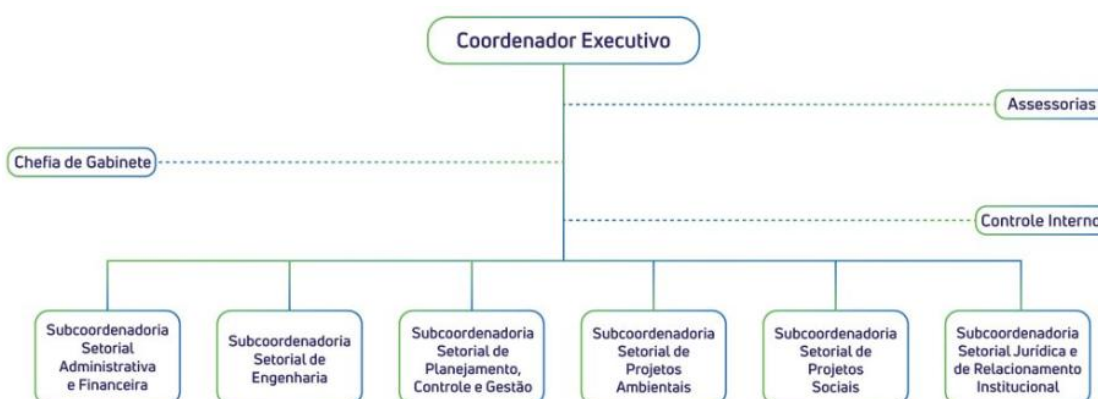 Coordenador Executivo
Assessorias
Chefia de Gabinete
Controle Interno
Subcoordenadoria
Setorial
Administrativa
e Financeira
Subcoordenadoria
Setorial de
Engenharia
Subcoordenadoria
Setorial de
Planejamento,
Controle e Gestão
Subcoordenadoria
Setorial de
Projetos
Ambientais
Subcoordenadoria
Setorial de
Projetos
Sociais
Subcoordenadoria
Setorial Jurídica e
de Relacionamento
Institucional